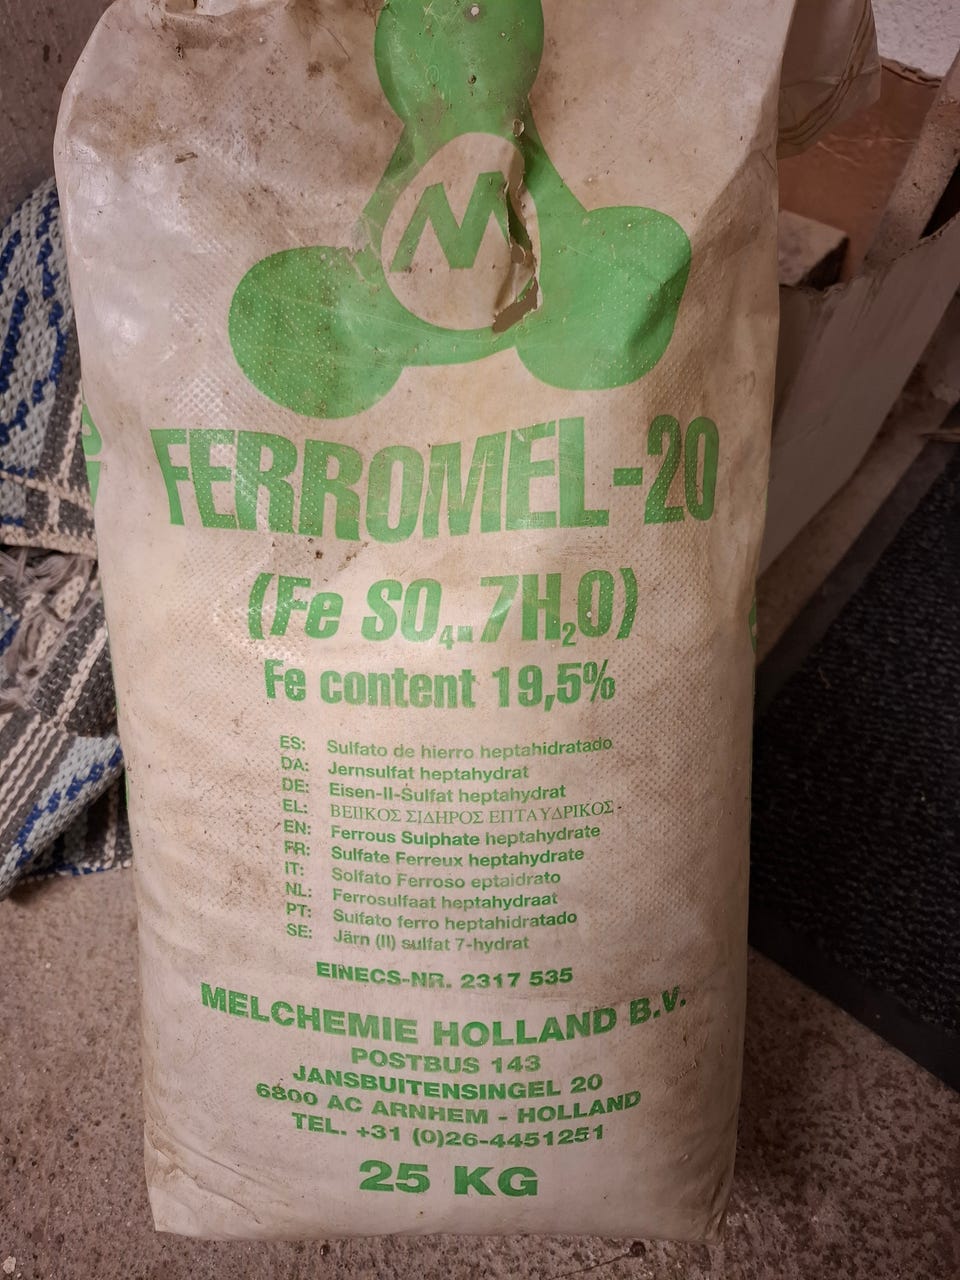 M
FERROMEL-20
(Fe SO₄.7H₂O)
Fe content 19,5%
ES: Sulfato de hierro heptahidratado
DA: Jernsulfat heptahydrat
DE: Eisen-II-Sulfat heptahydrat
EL: ΒΕΙΙΚΟΣ ΣΙΔΗΡΟΣ ΕΠΤΑΥΔΡΙΚΟΣ
EN: Ferrous Sulphate heptahydrate
FR: Sulfate Ferreux heptahydrate
IT: Solfato Ferroso eptaidrato
NL: Ferrosulfaat heptahydraat
PT: Sulfato ferro heptahidratado
SE: Järn (II) sulfat 7-hydrat
EINECS-NR. 2317 535
MELCHEMIE HOLLAND B.V.
POSTBUS 143
JANSBUITENSINGEL 20
6800 AC ARNHEM - HOLLAND
TEL. +31 (0)26-4451251
25 KG